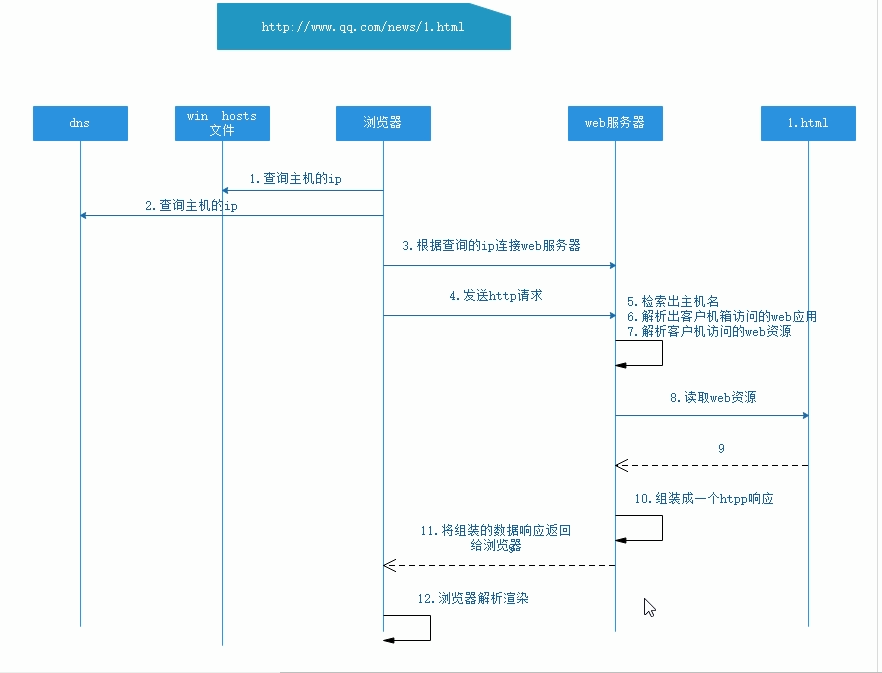 http://www.qq.com/news/1.html
dns
win hosts
文件
浏览器
web服务器
1.html
1.查询主机的ip
2.查询主机的ip
3.根据查询的ip连接web服务器
4.发送http请求
5.检索出主机名
6.解析出客户机箱访问的web应用
7.解析客户机访问的web资源
8.读取web资源
9
10.组装成一个htpp响应
11.将组装的数据响应返回
给浏览器
9
12.浏览器解析渲染